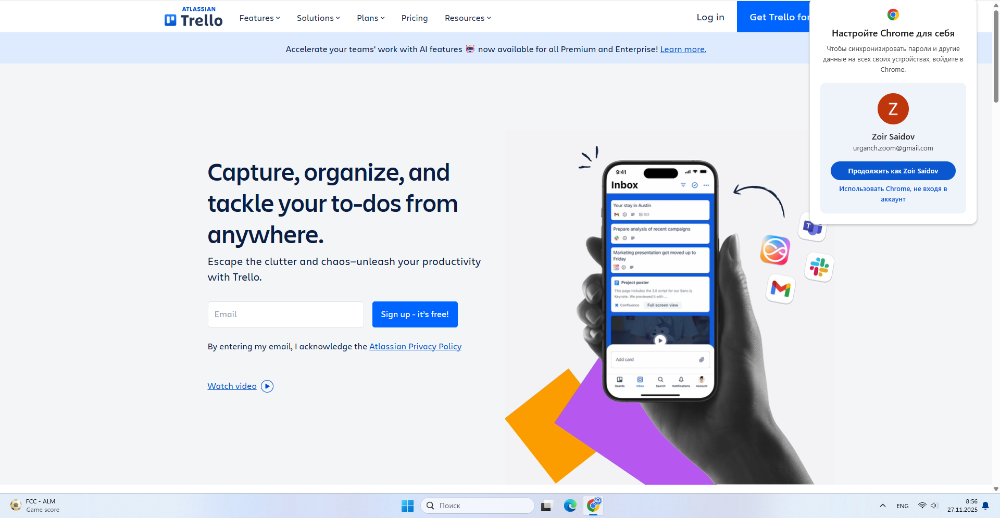 ATLASSIAN
Trello
Features
Solutions
Plans
Pricing
Resources
Log in
Get Trello for
Accelerate your teams' work with AI features 🤖 now available for all Premium and Enterprise! Learn more.
Настройте Chrome для себя
Чтобы синхронизировать пароли и другие
данные на всех своих устройствах, войдите в
Chrome.
Z
Zoir Saidov
urganch.zoom@gmail.com
Продолжить как Zoir Saidov
Использовать Chrome, не входя в
аккаунт
Capture, organize, and
tackle your to-dos from
anywhere.
Escape the clutter and chaos—unleash your productivity
with Trello.
Email
Sign up - it's free!
By entering my email, I acknowledge the Atlassian Privacy Policy
Watch video
9:41
Inbox
Your stay in Austin
0/3
Prepare analysis of recent campaigns
Marketing presentation got moved up to
Friday
Project poster
This page includes the 3.0 script for our Banc.ly
Keynote. We previewed it with ...
Confluence
Full screen view
Add card
Boards
Inbox
Search
Notifications
Account
T
FCC - ALM
Game score
Поиск
ENG
8:56
27.11.2025